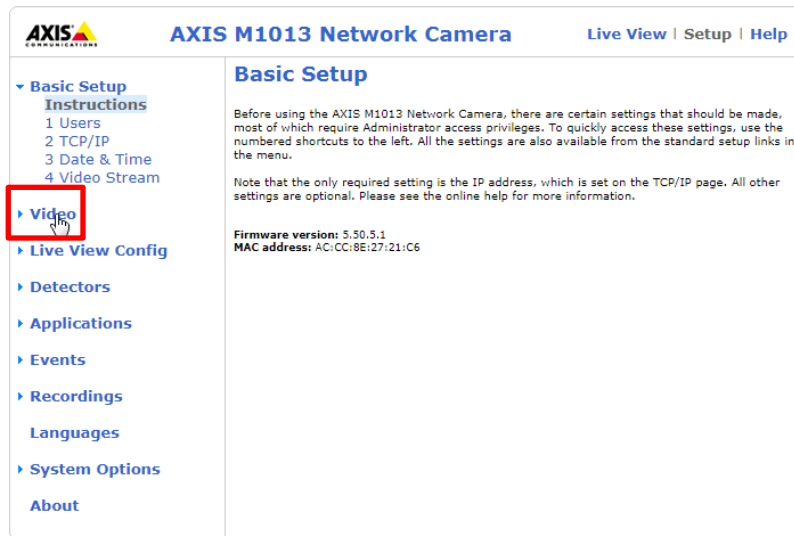 AXIS
COMMUNICATIONS
AXIS M1013 Network Camera
Live View | Setup | Help
Basic Setup
Instructions
1 Users
2 TCP/IP
3 Date & Time
4 Video Stream
Video
Live View Config
Detectors
Applications
Events
Recordings
Languages
System Options
About
Basic Setup
Before using the AXIS M1013 Network Camera, there are certain settings that should be made,
most of which require Administrator access privileges. To quickly access these settings, use the
numbered shortcuts to the left. All the settings are also available from the standard setup links in
the menu.
Note that the only required setting is the IP address, which is set on the TCP/IP page. All other
settings are optional. Please see the online help for more information.
Firmware version: 5.50.5.1
MAC address: AC:CC:8E:27:21:C6